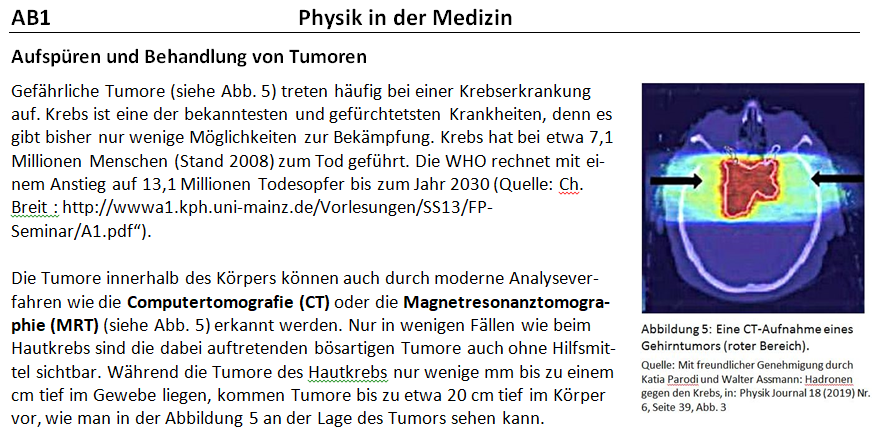 AB1 Physik in der Medizin
Aufspüren und Behandlung von Tumoren
Gefährliche Tumore (siehe Abb. 5) treten häufig bei einer Krebserkrankung
auf. Krebs ist eine der bekanntesten und gefürchtetsten Krankheiten, denn es
gibt bisher nur wenige Möglichkeiten zur Bekämpfung. Krebs hat bei etwa 7,1
Millionen Menschen (Stand 2008) zum Tod geführt. Die WHO rechnet mit ei-
nem Anstieg auf 13,1 Millionen Todesopfer bis zum Jahr 2030 (Quelle: Ch.
Breit : http://wwwa1.kph.uni-mainz.de/Vorlesungen/SS13/FP-
Seminar/A1.pdf“).
Die Tumore innerhalb des Körpers können auch durch moderne Analysever-
fahren wie die Computertomografie (CT) oder die Magnetresonanztomogra-
phie (MRT) (siehe Abb. 5) erkannt werden. Nur in wenigen Fällen wie beim
Hautkrebs sind die dabei auftretenden bösartigen Tumore auch ohne Hilfsmit-
tel sichtbar. Während die Tumore des Hautkrebs nur wenige mm bis zu einem
cm tief im Gewebe liegen, kommen Tumore bis zu etwa 20 cm tief im Körper
vor, wie man in der Abbildung 5 an der Lage des Tumors sehen kann.
Abbildung 5: Eine CT-Aufnahme eines
Gehirntumors (roter Bereich).
Quelle: Mit freundlicher Genehmigung durch
Katia Parodi und Walter Assmann: Hadronen
gegen den Krebs, in: Physik Journal 18 (2019) Nr.
6, Seite 39, Abb. 3